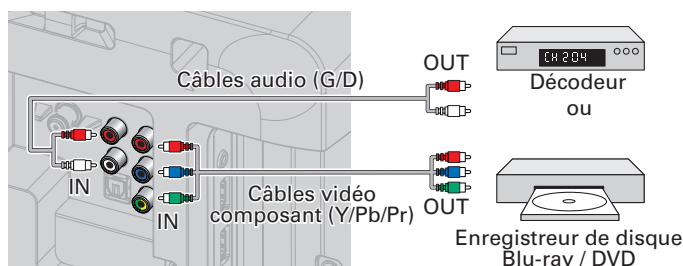 Câbles audio (G/D)
OUT
CH 204
Décodeur
ou
IN
IN
Câbles vidéo
composant (Y/Pb/Pr)
OUT
Enregistreur de disque
Blu-ray / DVD